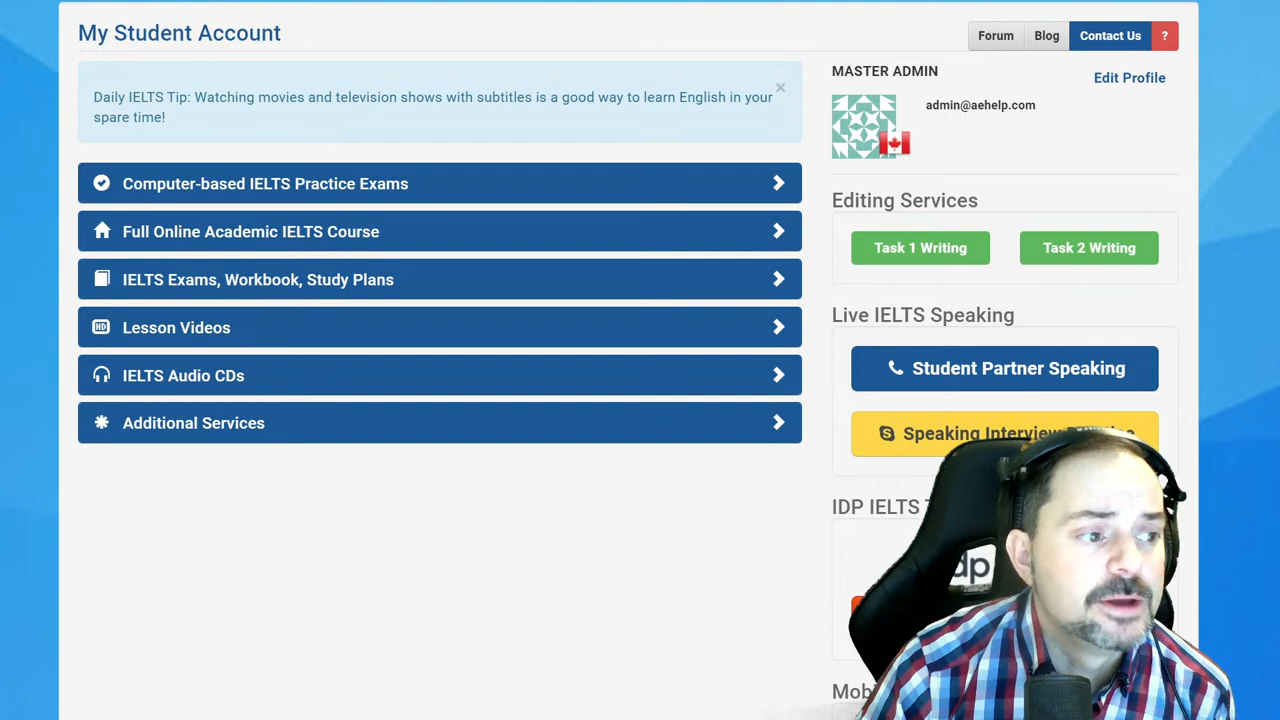 My Student Account
Forum
Blog
Contact Us
?
Daily IELTS Tip: Watching movies and television shows with subtitles is a good way to learn English in your
spare time!
×
Computer-based IELTS Practice Exams
Full Online Academic IELTS Course
IELTS Exams, Workbook, Study Plans
HD
Lesson Videos
IELTS Audio CDs
Additional Services
MASTER ADMIN
Edit Profile
admin@aehelp.com
Editing Services
Task 1 Writing
Task 2 Writing
Live IELTS Speaking
Student Partner Speaking
Speaking Interview
IDP IELTS